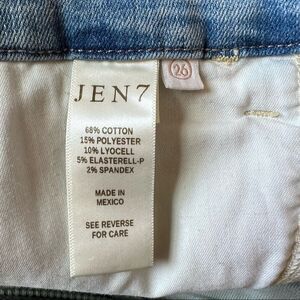 JEN7
26
68% COTTON
15% POLYESTER
10% LYOCELL
5% ELASTERELL-P
2% SPANDEX
MADE IN
MEXICO
SEE REVERSE
FOR CARE